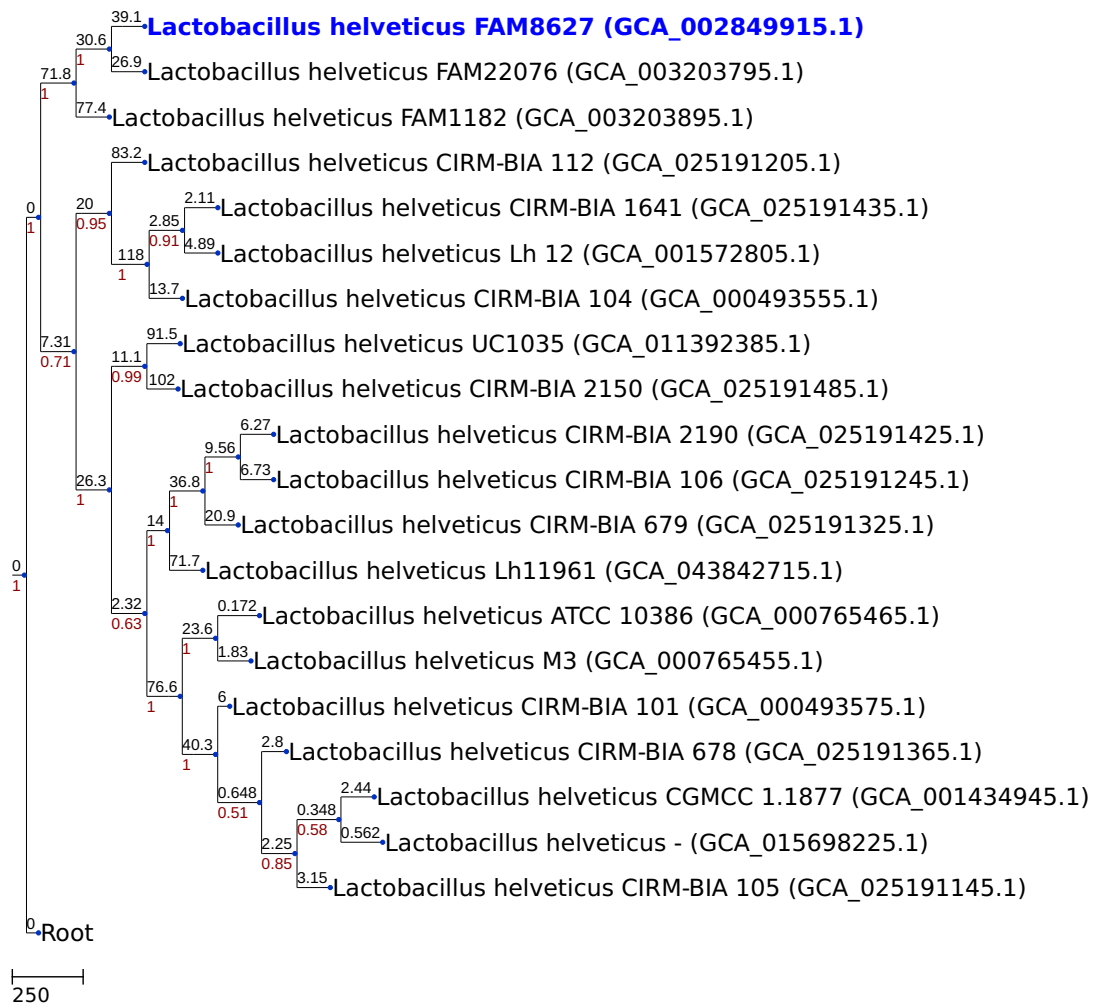 39.1
Lactobacillus helveticus FAM8627 (GCA_002849915.1)
30.6
1
26.9
Lactobacillus helveticus FAM22076 (GCA_003203795.1)
71.8
1
77.4
Lactobacillus helveticus FAM1182 (GCA_003203895.1)
83.2
Lactobacillus helveticus CIRM-BIA 112 (GCA_025191205.1)
0
1
20
0.95
2.11
Lactobacillus helveticus CIRM-BIA 1641 (GCA_025191435.1)
2.85
0.91
4.89
Lactobacillus helveticus Lh 12 (GCA_001572805.1)
118
1
13.7
Lactobacillus helveticus CIRM-BIA 104 (GCA_000493555.1)
7.31
0.71
91.5
Lactobacillus helveticus UC1035 (GCA_011392385.1)
11.1
0.99
102
Lactobacillus helveticus CIRM-BIA 2150 (GCA_025191485.1)
6.27
Lactobacillus helveticus CIRM-BIA 2190 (GCA_025191425.1)
9.56
1
6.73
Lactobacillus helveticus CIRM-BIA 106 (GCA_025191245.1)
26.3
1
36.8
1
20.9
Lactobacillus helveticus CIRM-BIA 679 (GCA_025191325.1)
14
1
71.7
Lactobacillus helveticus Lh11961 (GCA_043842715.1)
0
1
2.32
0.63
0.172
Lactobacillus helveticus ATCC 10386 (GCA_000765465.1)
23.6
1
1.83
Lactobacillus helveticus M3 (GCA_000765455.1)
76.6
1
6
Lactobacillus helveticus CIRM-BIA 101 (GCA_000493575.1)
40.3
1
2.8
Lactobacillus helveticus CIRM-BIA 678 (GCA_025191365.1)
0.648
0.51
2.44
Lactobacillus helveticus CGMCC 1.1877 (GCA_001434945.1)
0.348
0.58
0.562
Lactobacillus helveticus - (GCA_015698225.1)
2.25
0.85
3.15
Lactobacillus helveticus CIRM-BIA 105 (GCA_025191145.1)
0
Root
250